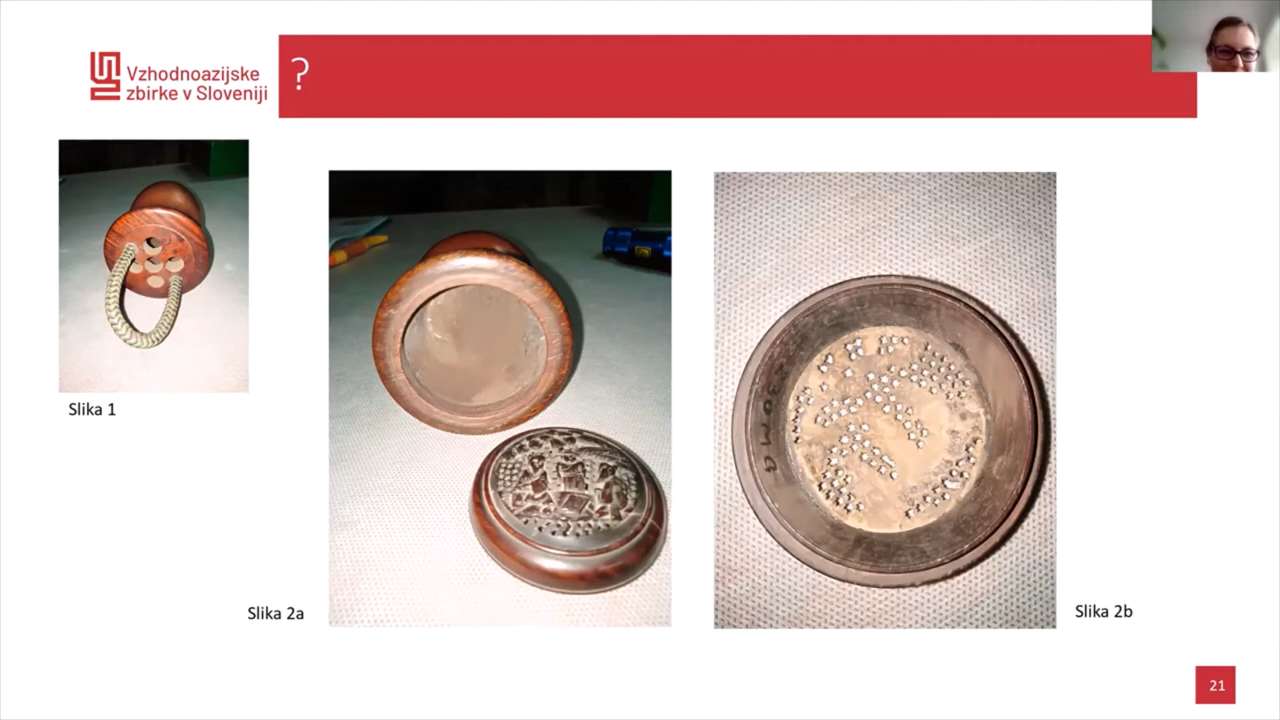 Vzhodnoazijske
zbirke v Sloveniji
?
Slika 1
Slika 2a
Slika 2b
21